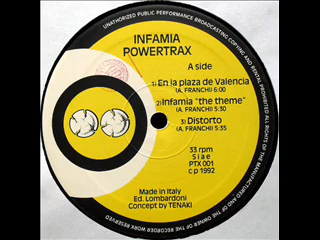 UNAUTHORIZED PUBLIC PERFORMANCE BROADCASTING COPYING AND RENTAL PROHIBITED ALL RIGHTS OF THE MANUFACTURER AND OF THE OWNER OF THE RECORDED WORK RESERVED
INFAMIA
POWERTRAX
A side
1) En la plaza de Valencia
(A. FRANCHI) 6:00
2) Infamia "the theme"
(A. FRANCHI) 5:30
3) Distorto
(A. FRANCHI) 5:35
33 rpm
S i a e
PTX 001
c p 1992
Made in Italy
Ed. Lombardoni
Concept by TENAKI